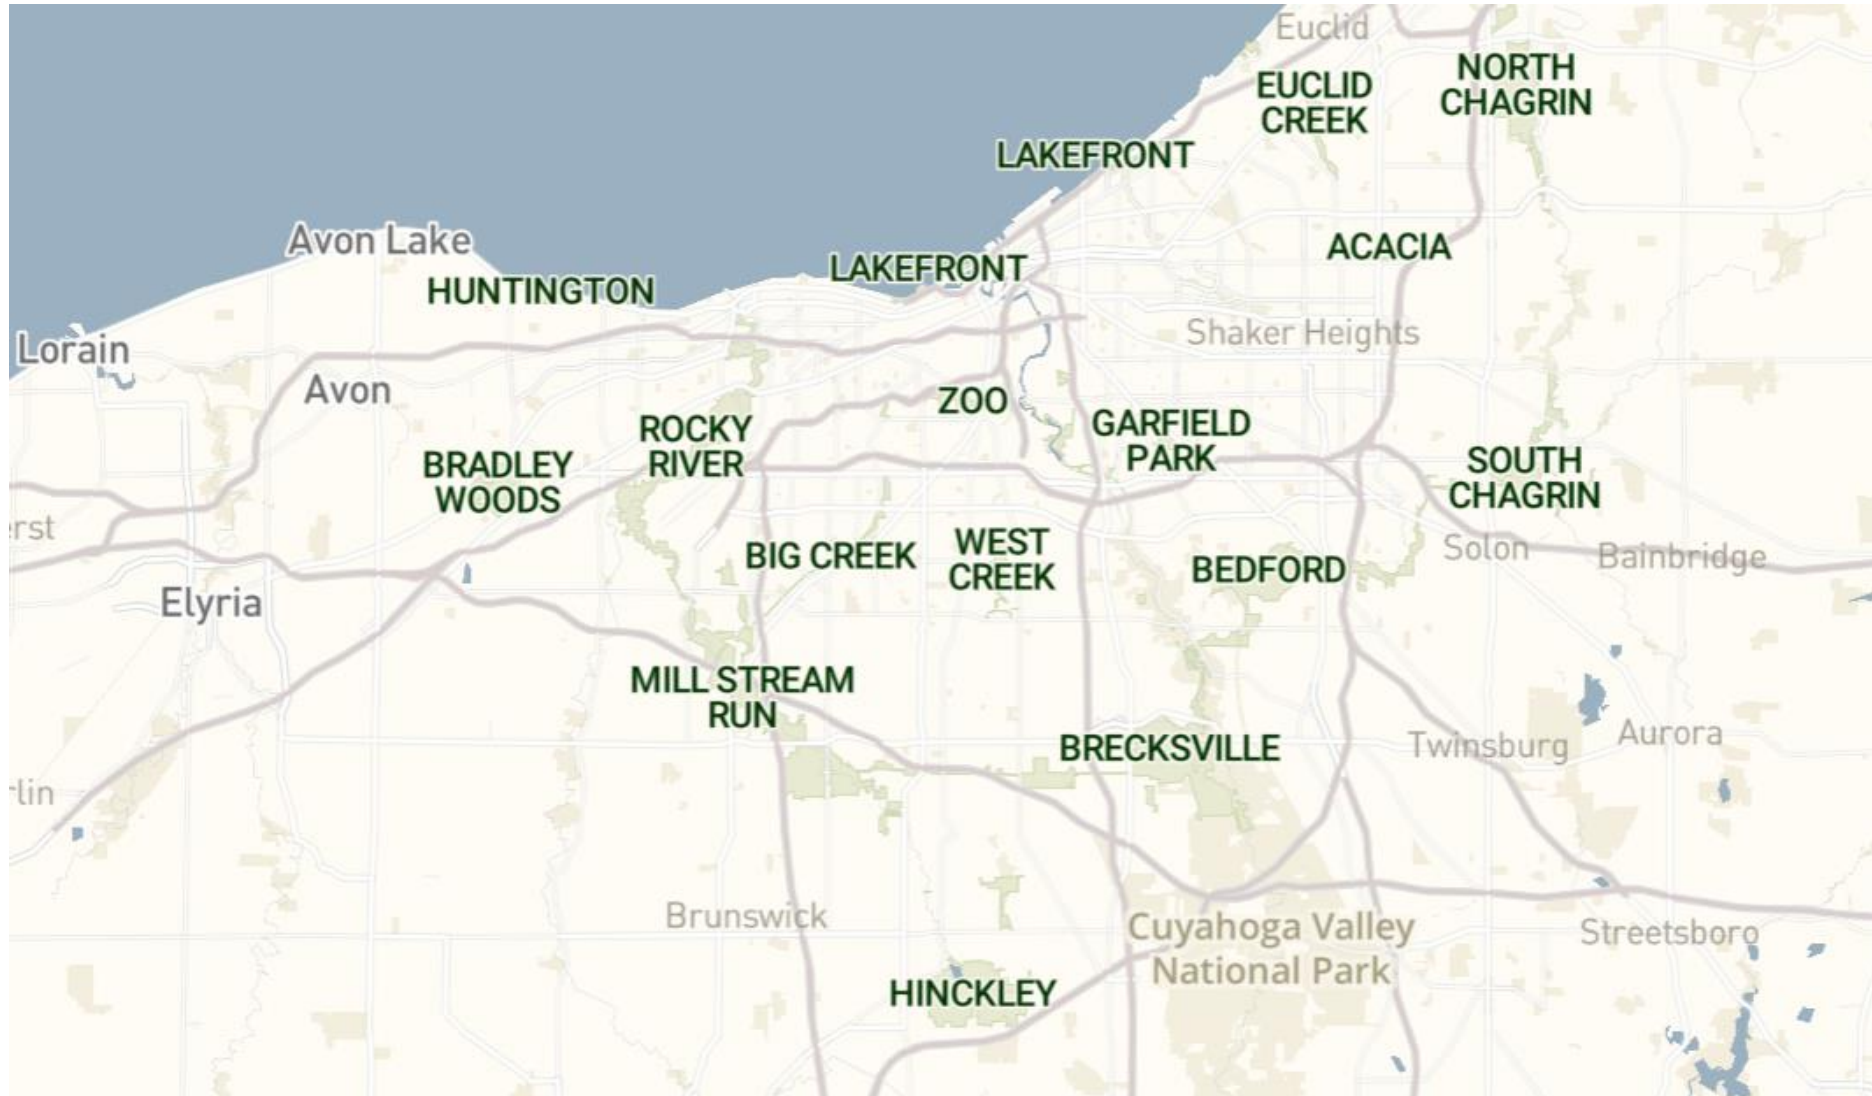 Euclid
NORTH
CHAGRIN
EUCLID
CREEK
LAKEFRONT
Avon Lake
ACACIA
LAKEFRONT
HUNTINGTON
Shaker Heights
Lorain
Avon
ZOO
ROCKY
RIVER
GARFIELD
PARK
BRADLEY
WOODS
SOUTH
CHAGRIN
erst
BIG CREEK
WEST
CREEK
BEDFORD
Solon
Bainbridge
Elyria
MILL STREAM
RUN
BRECKSVILLE
Twinsburg
Aurora
rlin
Brunswick
Cuyahoga Valley
National Park
Streetsboro
HINCKLEY